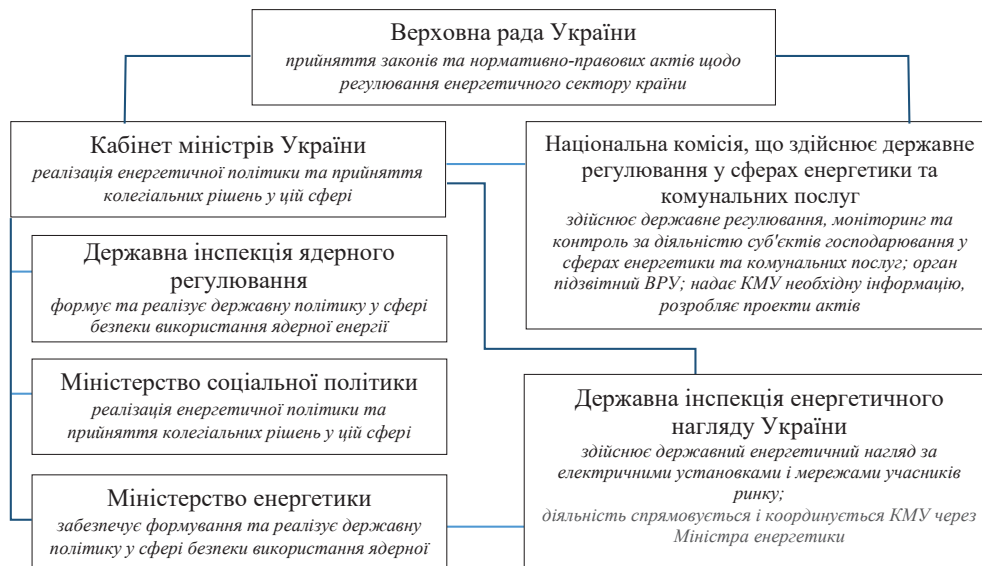 Верховна рада України
прийняття законів та нормативно-правових актів щодо
регулювання енергетичного сектору країни
Кабінет міністрів України
реалізація енергетичної політики та прийняття
колегіальних рішень у цій сфері
Національна комісія, що здійснює державне
регулювання у сферах енергетики та
комунальних послуг
здійснює державне регулювання, моніторинг та
контроль за діяльністю суб'єктів господарювання у
сферах енергетики та комунальних послуг; орган
підзвітний ВРУ; надає КМУ необхідну інформацію,
розробляє проекти актів
Державна інспекція ядерного
регулювання
формує та реалізує державну політику у сфері
безпеки використання ядерної енергії
Міністерство соціальної політики
реалізація енергетичної політики та
прийняття колегіальних рішень у цій сфері
Міністерство енергетики
забезпечує формування та реалізує державну
політику у сфері безпеки використання ядерної
Державна інспекція енергетичного
нагляду України
здійснює державний енергетичний нагляд за
електричними установками і мережами учасників
ринку;
діяльність спрямовується і координується КМУ через
Міністра енергетики